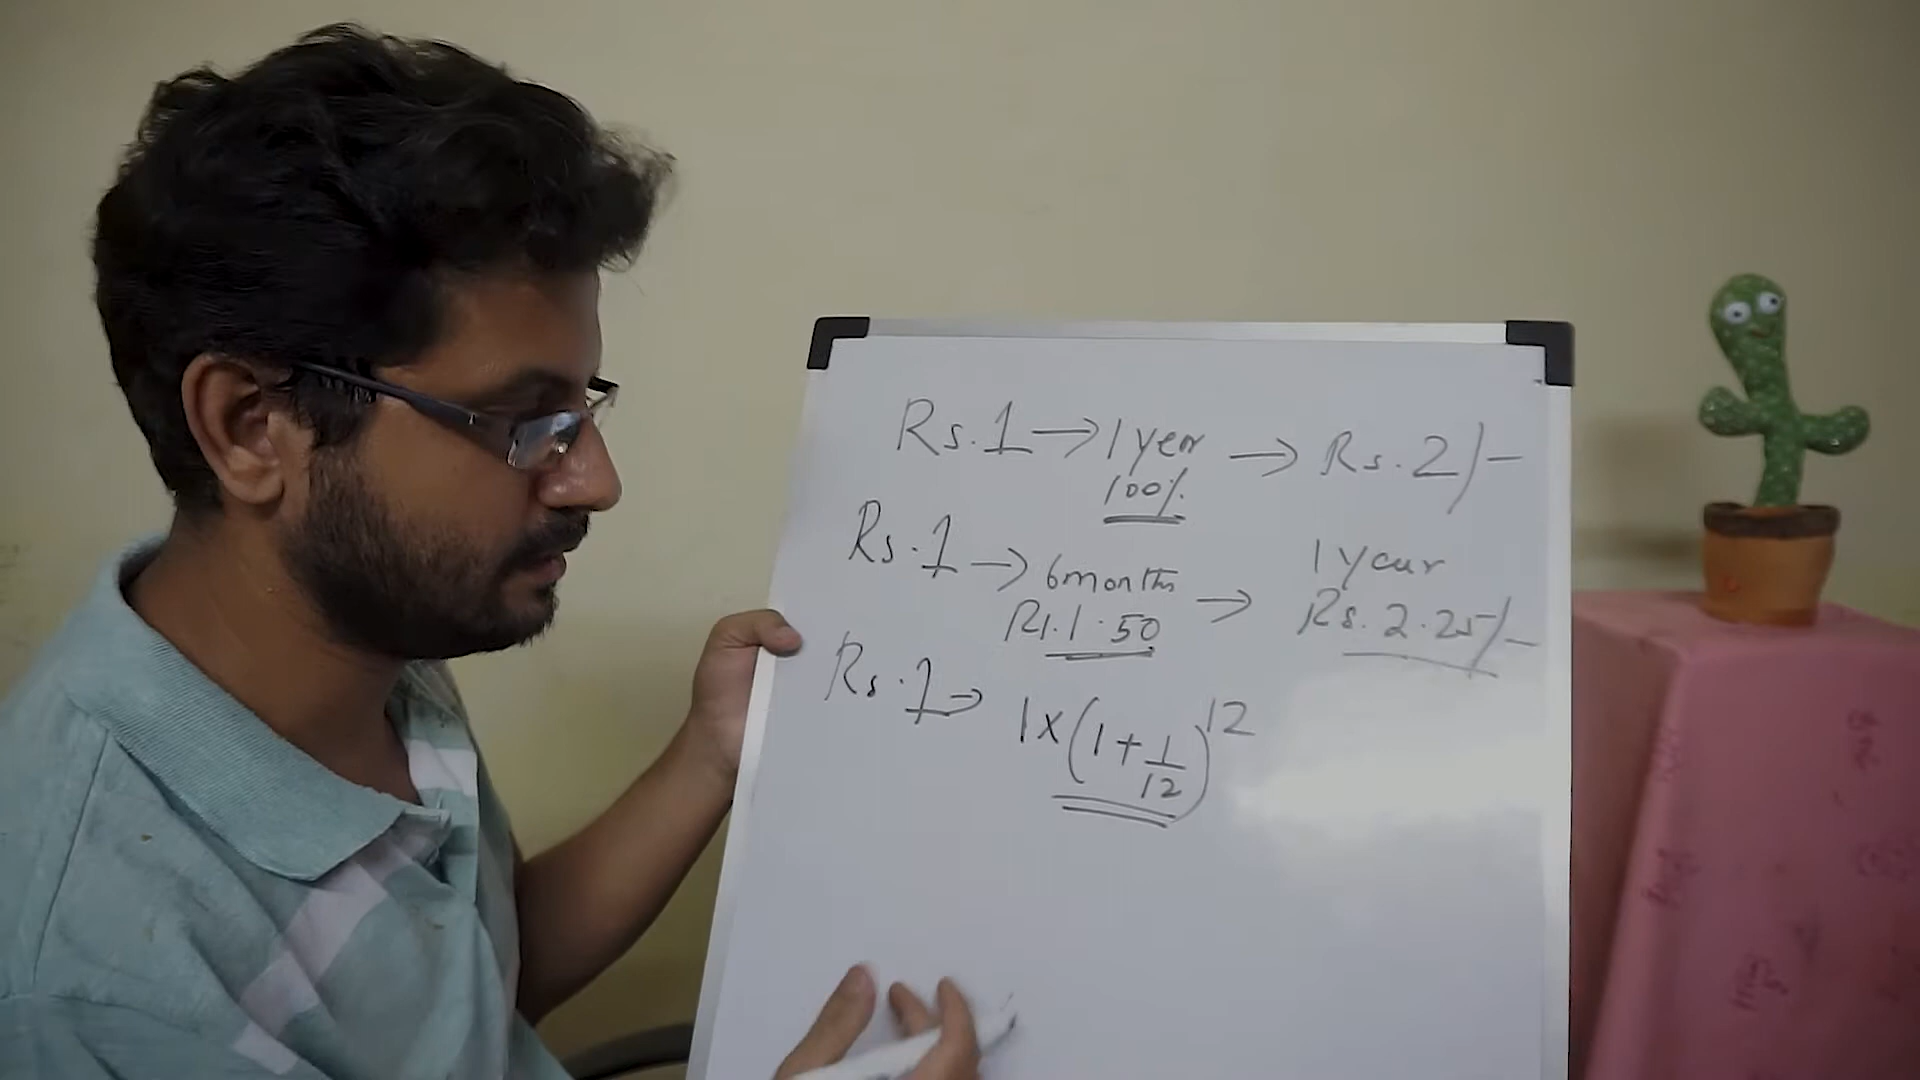 Rs. 1 → 1 year → Rs. 2/-
100%
Rs. 1 → 6 months → 1 year
Rs. 1.50 Rs. 2.25/-
Rs. 1 → 1x(1 + 1/12)^12